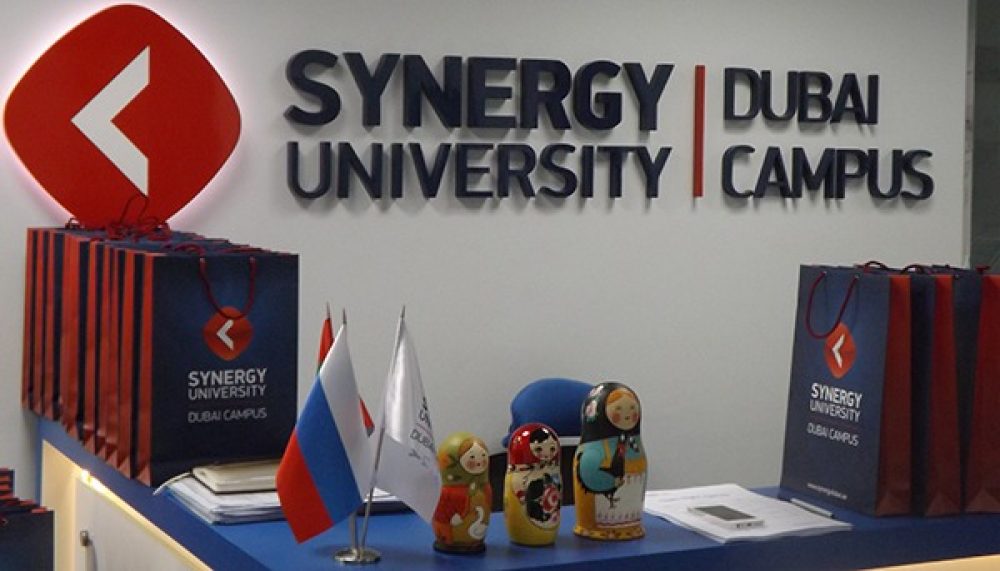 SYNERGY
UNIVERSITY
DUBAI
CAMPUS
SYNERGY
UNIVERSITY
DUBAI CAMPUS
SYNERGY
UNIVERSITY
DUBAI CAMPUS